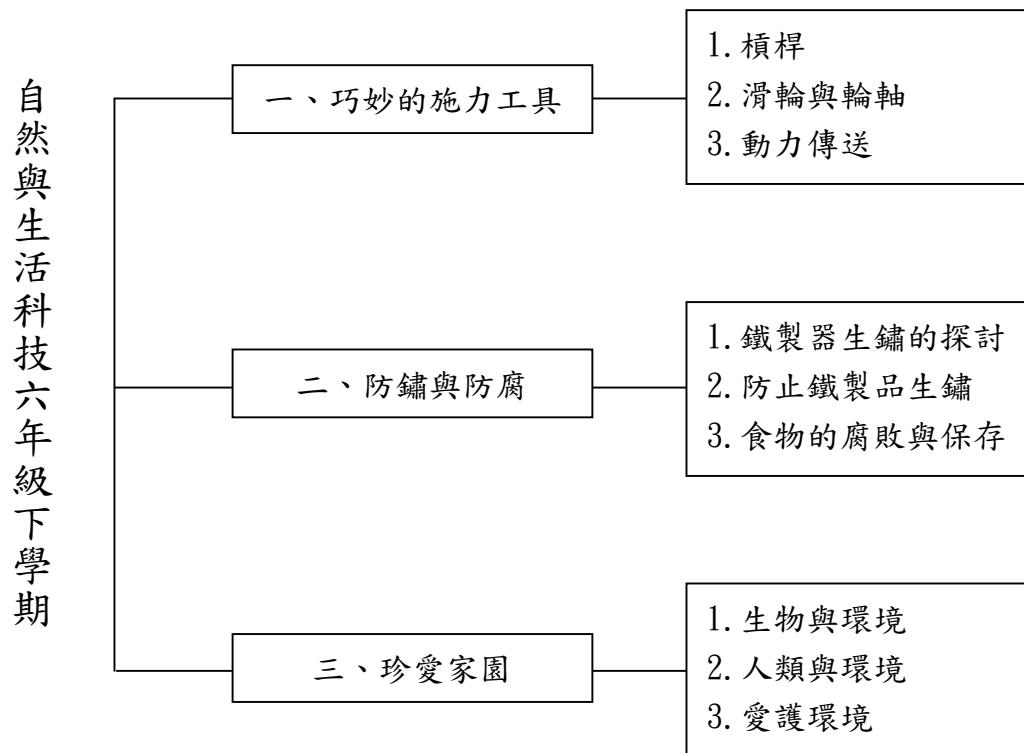 自然與生活科技六年級下學期
一、巧妙的施力工具
1.槓桿
2.滑輪與輪軸
3.動力傳送
二、防鏽與防腐
1.鐵製器生鏽的探討
2.防止鐵製品生鏽
3.食物的腐敗與保存
三、珍愛家園
1.生物與環境
2.人類與環境
3.愛護環境